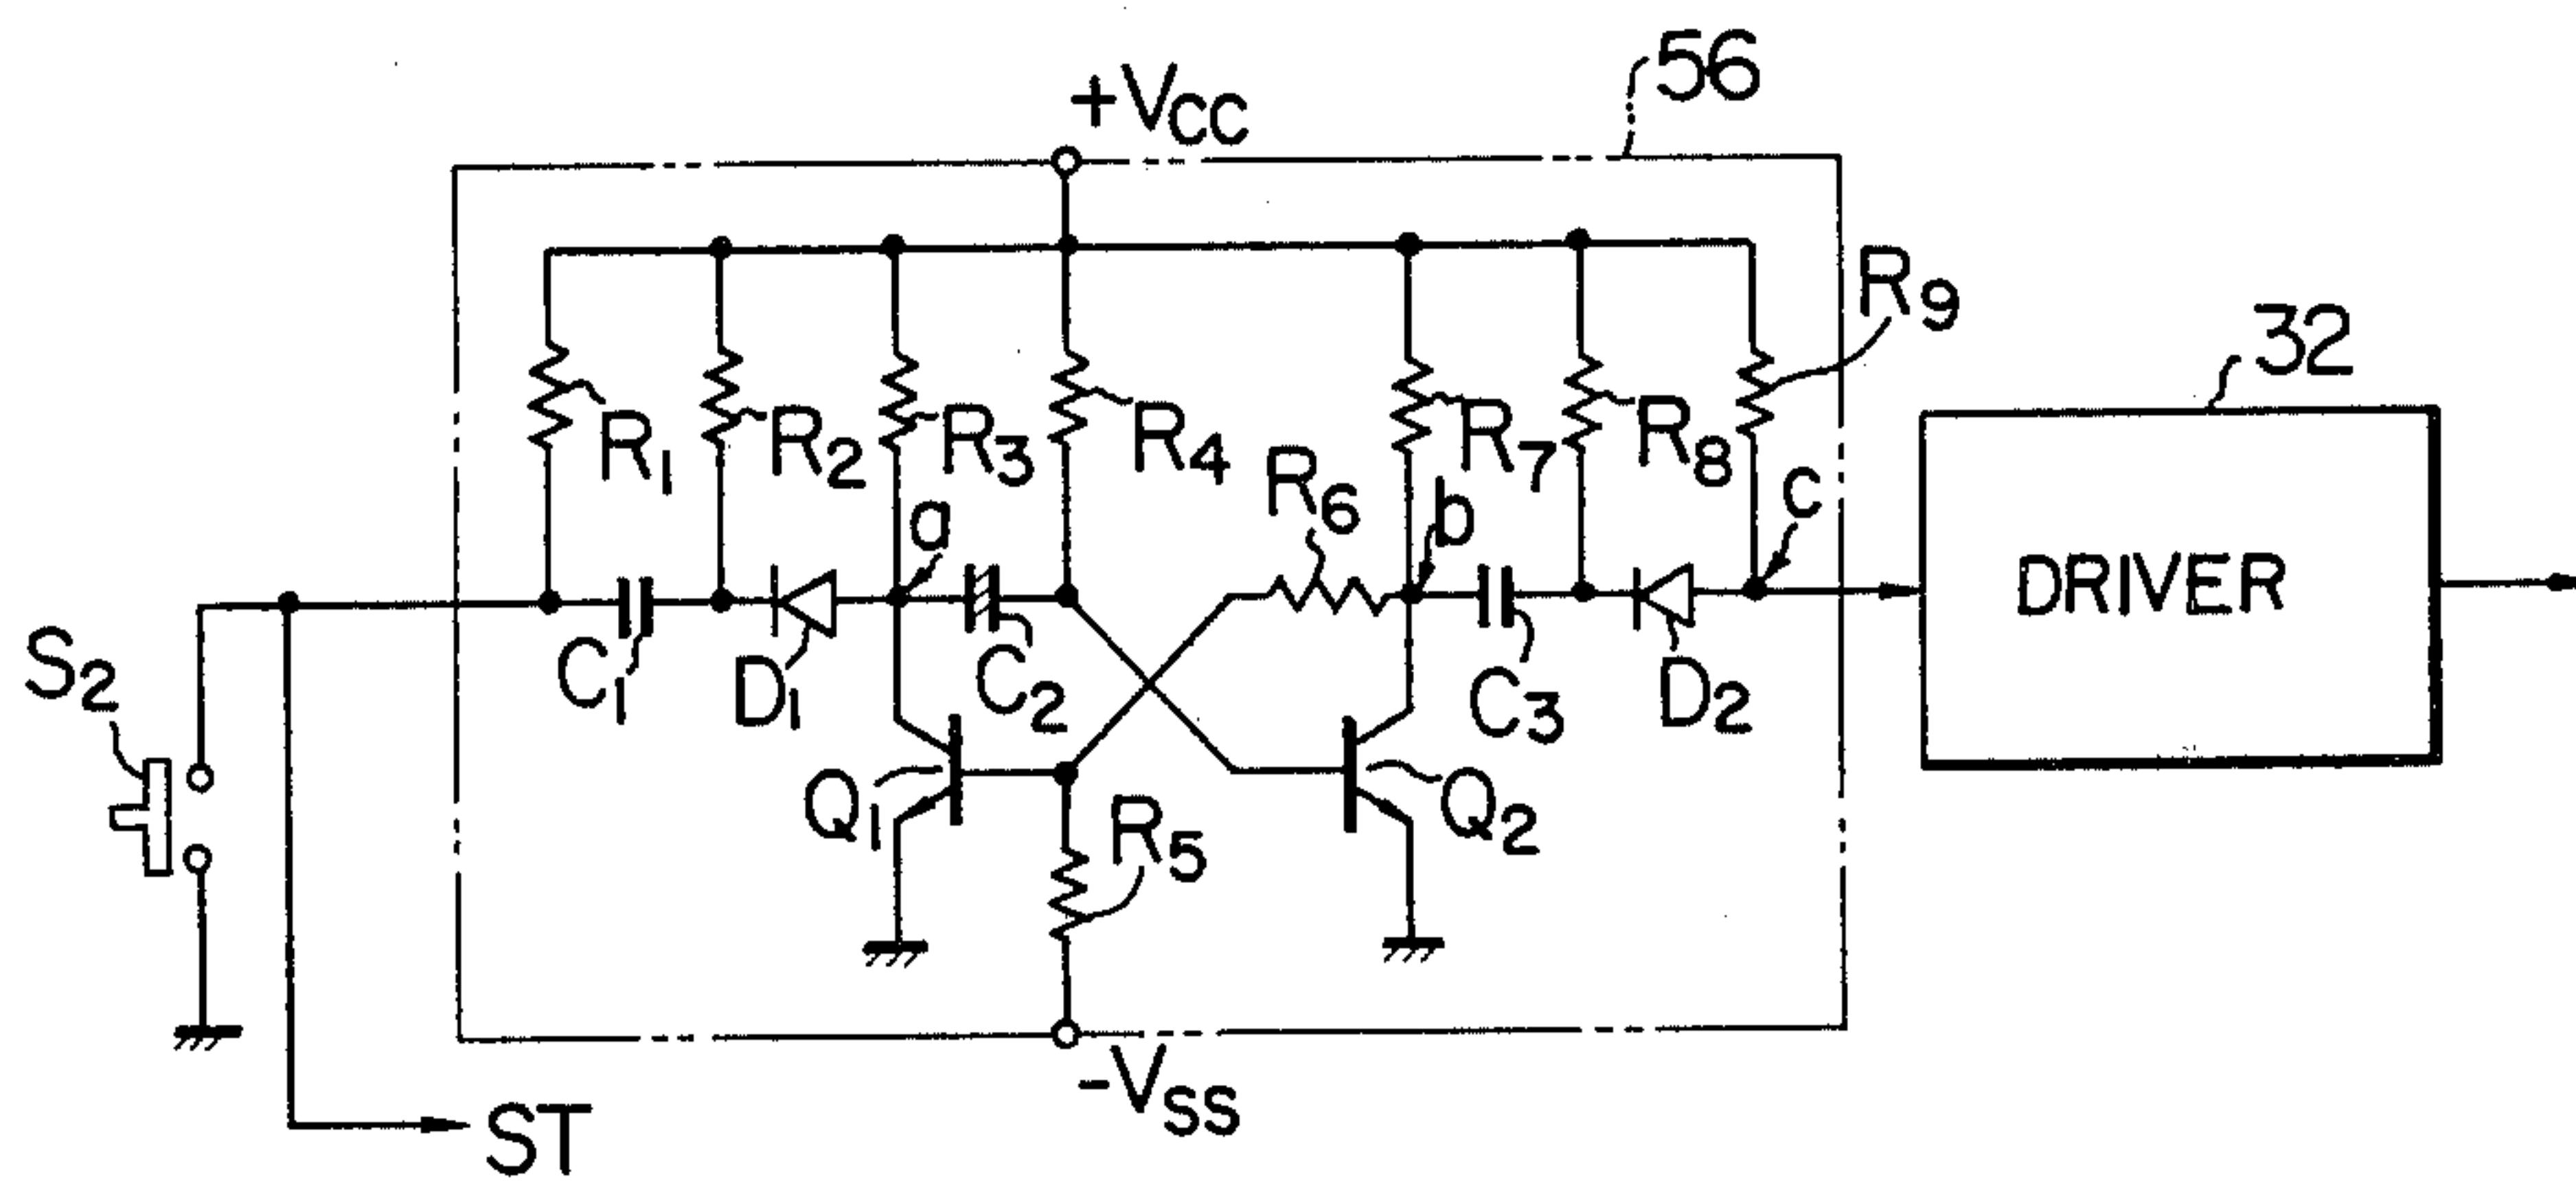 56
+VCC
R9
32
R1
R2
R3
R4
R6
R7
R8
a
b
c
DRIVER
S2
C1
D1
C2
C3
D2
Q1
R5
Q2
-VSS
ST